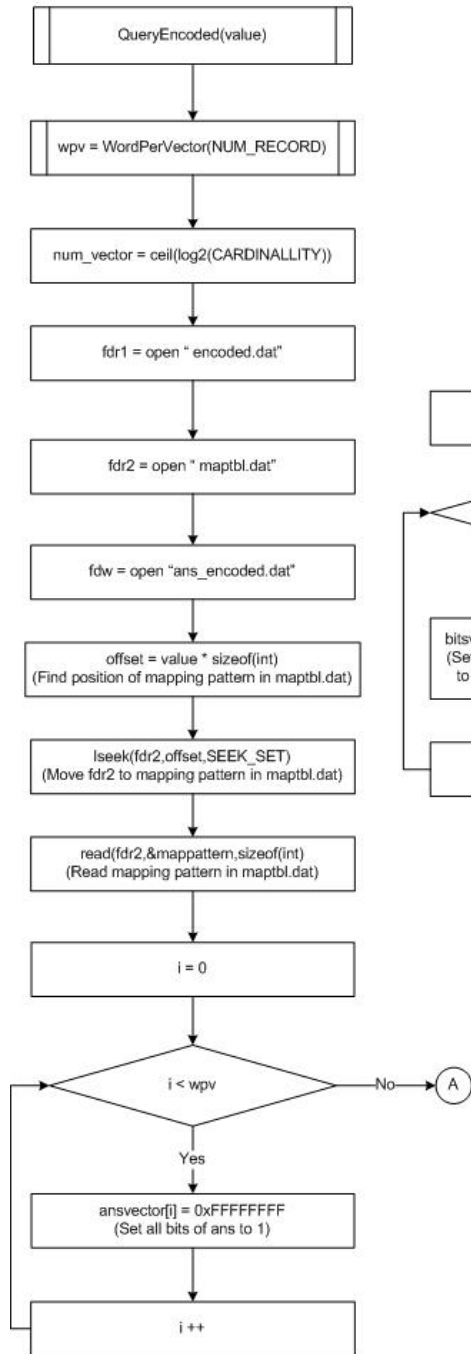 QueryEncoded(value)
wpv = WordPerVector(NUM_RECORD)
num_vector = ceil(log2(CARDINALLITY))
fdr1 = open “ encoded.dat”
fdr2 = open “ maptbl.dat”
fdw = open “ans_encoded.dat”
offset = value * sizeof(int)
(Find position of mapping pattern in maptbl.dat)
lseek(fdr2,offset,SEEK_SET)
(Move fdr2 to mapping pattern in maptbl.dat)
read(fdr2,&mappattern,sizeof(int)
(Read mapping pattern in maptbl.dat)
i = 0
i < wpv
No
A
Yes
ansvector[i] = 0xFFFFFFFF
(Set all bits of ans to 1)
i ++
bitsv
(Set
to